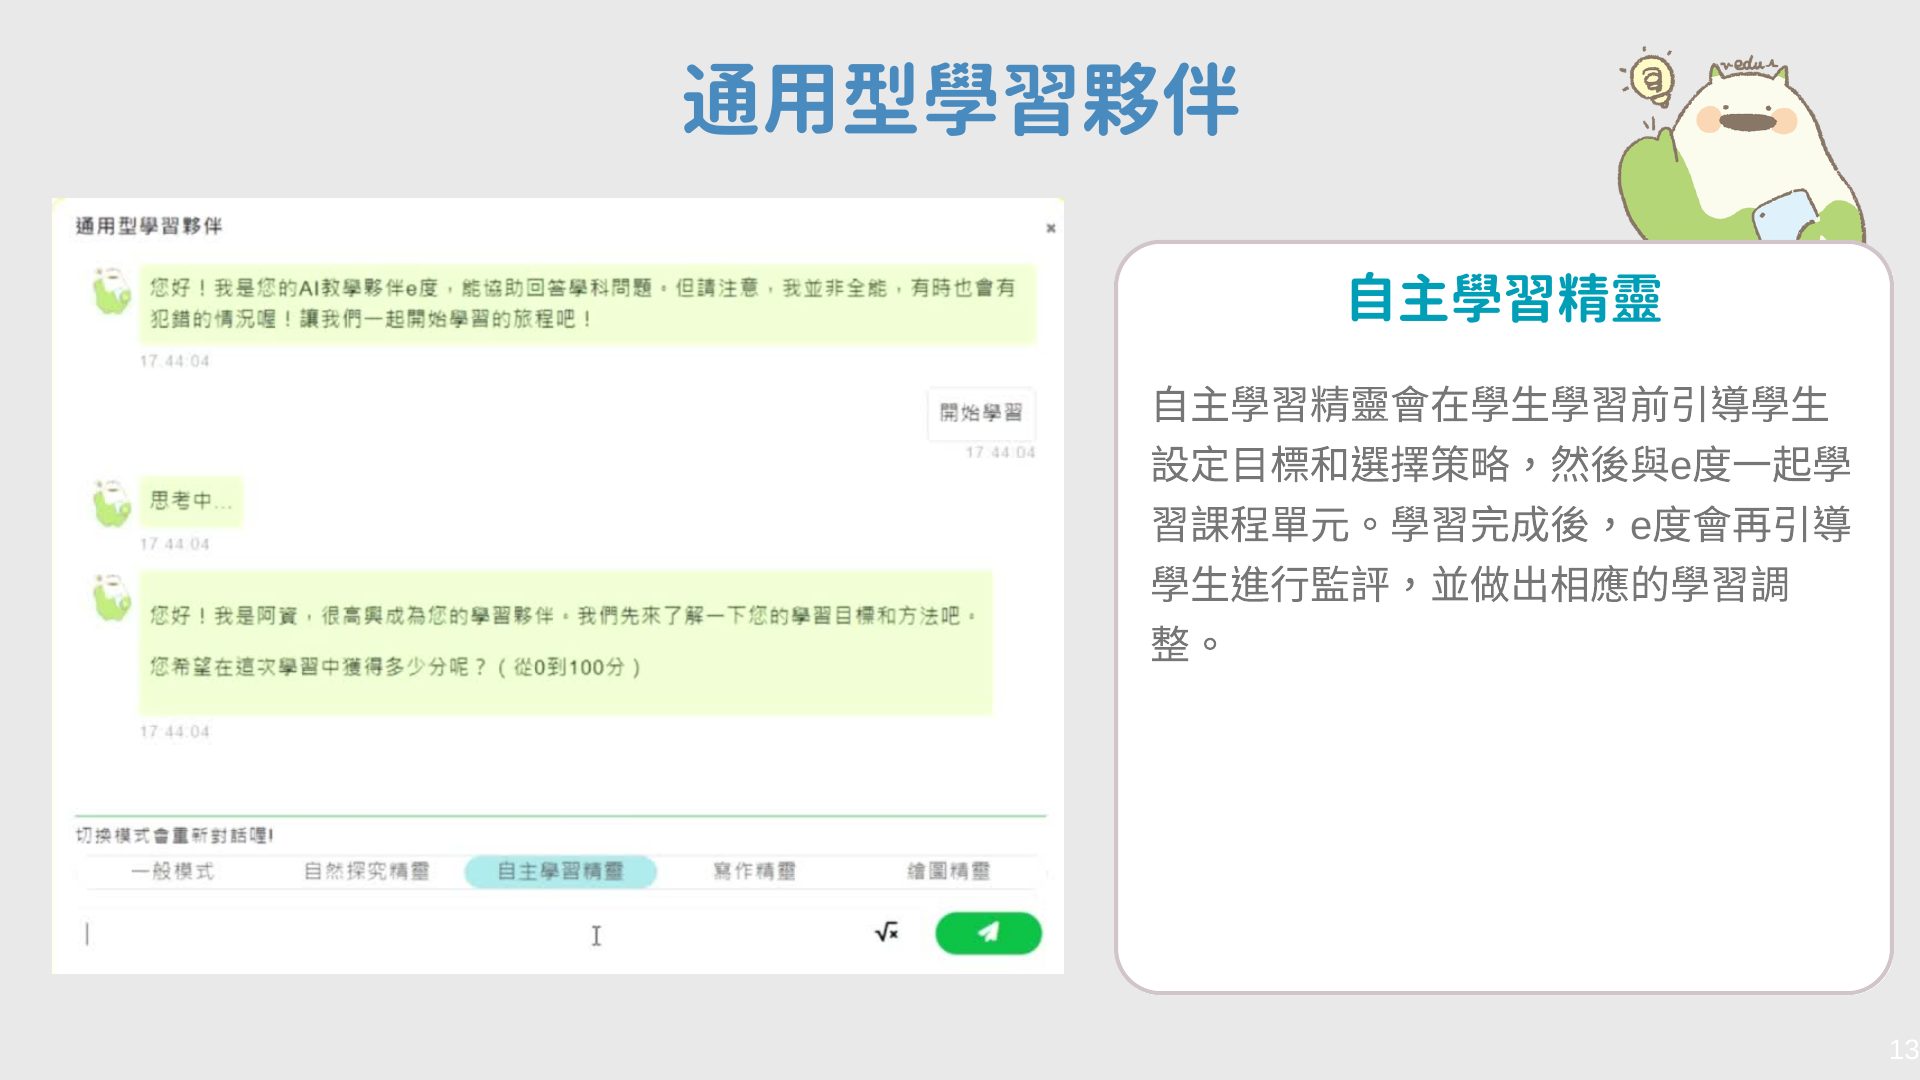 通用型學習夥伴
vedus
通用型學習夥伴
×
您好！我是您的AI教學夥伴e度，能協助回答學科問題。但請注意，我並非全能，有時也會有
犯錯的情況喔！讓我們一起開始學習的旅程吧！
17:44:04
開始學習
17:44:04
思考中...
17:44:04
您好！我是阿資，很高興成為您的學習夥伴。我們先來了解一下您的學習目標和方法吧。
您希望在這次學習中獲得多少分呢？（從0到100分）
17:44:04
切換模式會重新對話喔!
一般模式 自然探究精靈 自主學習精靈 寫作精靈 繪圖精靈
√x
自主學習精靈
自主學習精靈會在學生學習前引導學生
設定目標和選擇策略，然後與e度一起學
習課程單元。學習完成後，e度會再引導
學生進行監評，並做出相應的學習調
整。
13